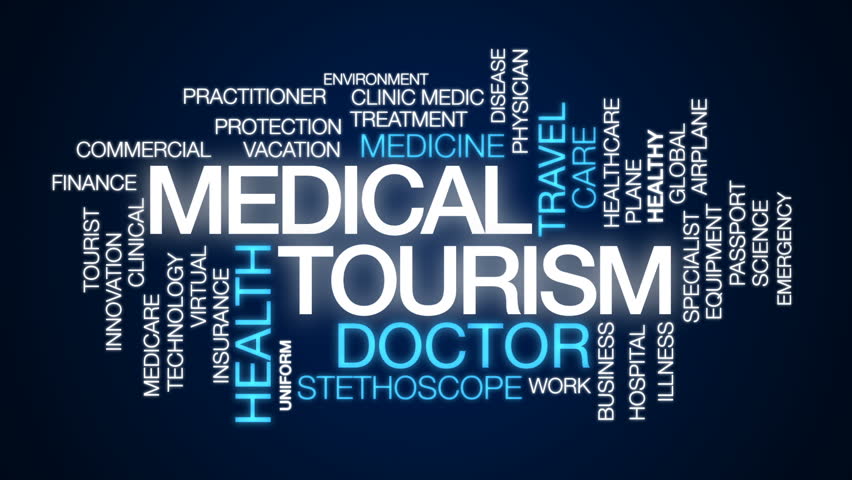 ENVIRONMENT
PRACTITIONER
CLINIC MEDIC
PROTECTION
TREATMENT
COMMERCIAL
VACATION
MEDICINE
FINANCE
MEDICAL
TOURISM
DISEASE
PHYSICIAN
TRAVEL
CARE
HEALTHCARE
PLANE
HEALTHY
GLOBAL
AIRPLANE
TOURIST
INNOVATION
CLINICAL
MEDICARE
TECHNOLOGY
VIRTUAL
INSURANCE
HEALTH
UNIFORM
DOCTOR
STETHOSCOPE
WORK
BUSINESS
HOSPITAL
ILLNESS
SPECIALIST
EQUIPMENT
PASSPORT
SCIENCE
EMERGENCY